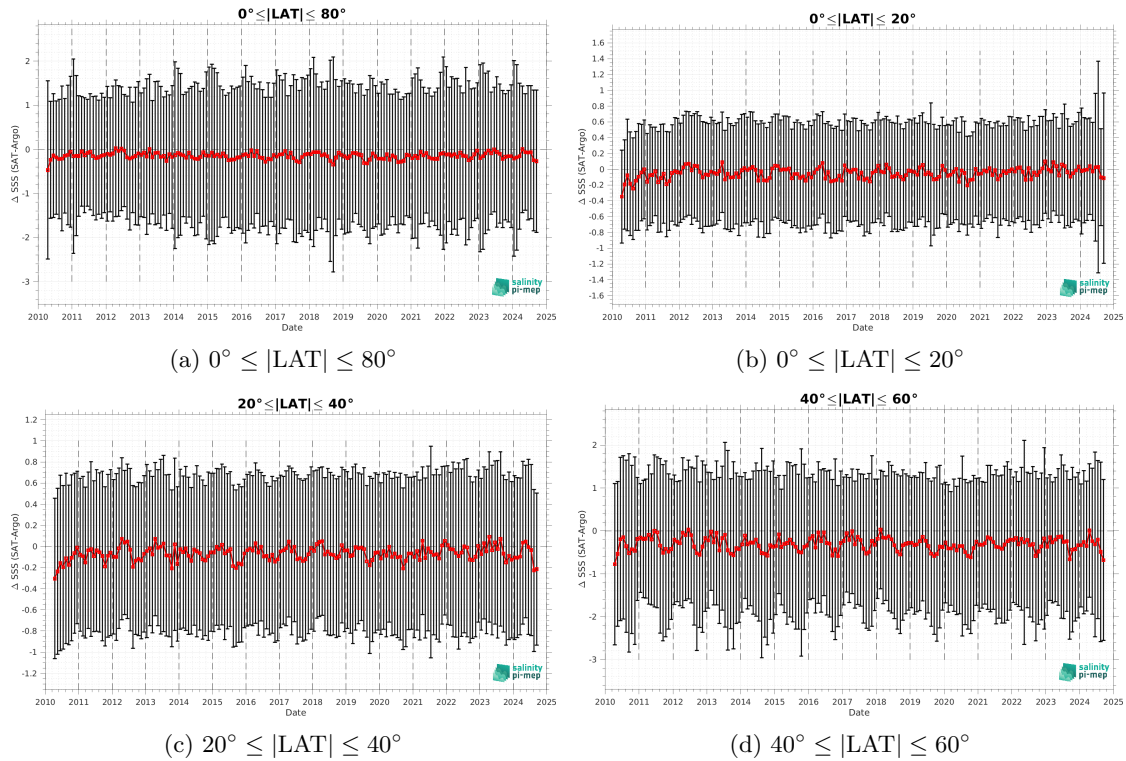 0°≤|LAT|≤ 80°
Δ SSS (SAT-Argo)
2
1
0
-1
-2
-3
salinity
pi-mep
2010 2011 2012 2013 2014 2015 2016 2017 2018 2019 2020 2021 2022 2023 2024 2025
Date
(a) 0° ≤ |LAT| ≤ 80°
0°≤|LAT|≤ 20°
Δ SSS (SAT-Argo)
1.6
1.4
1.2
1
0.8
0.6
0.4
0.2
0
-0.2
-0.4
-0.6
-0.8
-1
-1.2
-1.4
-1.6
salinity
pi-mep
2010 2011 2012 2013 2014 2015 2016 2017 2018 2019 2020 2021 2022 2023 2024 2025
Date
(b) 0° ≤ |LAT| ≤ 20°
20°≤|LAT|≤ 40°
Δ SSS (SAT-Argo)
1.2
1
0.8
0.6
0.4
0.2
0
-0.2
-0.4
-0.6
-0.8
-1
-1.2
salinity
pi-mep
2010 2011 2012 2013 2014 2015 2016 2017 2018 2019 2020 2021 2022 2023 2024 2025
Date
(c) 20° ≤ |LAT| ≤ 40°
40°≤|LAT|≤ 60°
Δ SSS (SAT-Argo)
2
1
0
-1
-2
-3
salinity
pi-mep
2010 2011 2012 2013 2014 2015 2016 2017 2018 2019 2020 2021 2022 2023 2024 2025
Date
(d) 40° ≤ |LAT| ≤ 60°